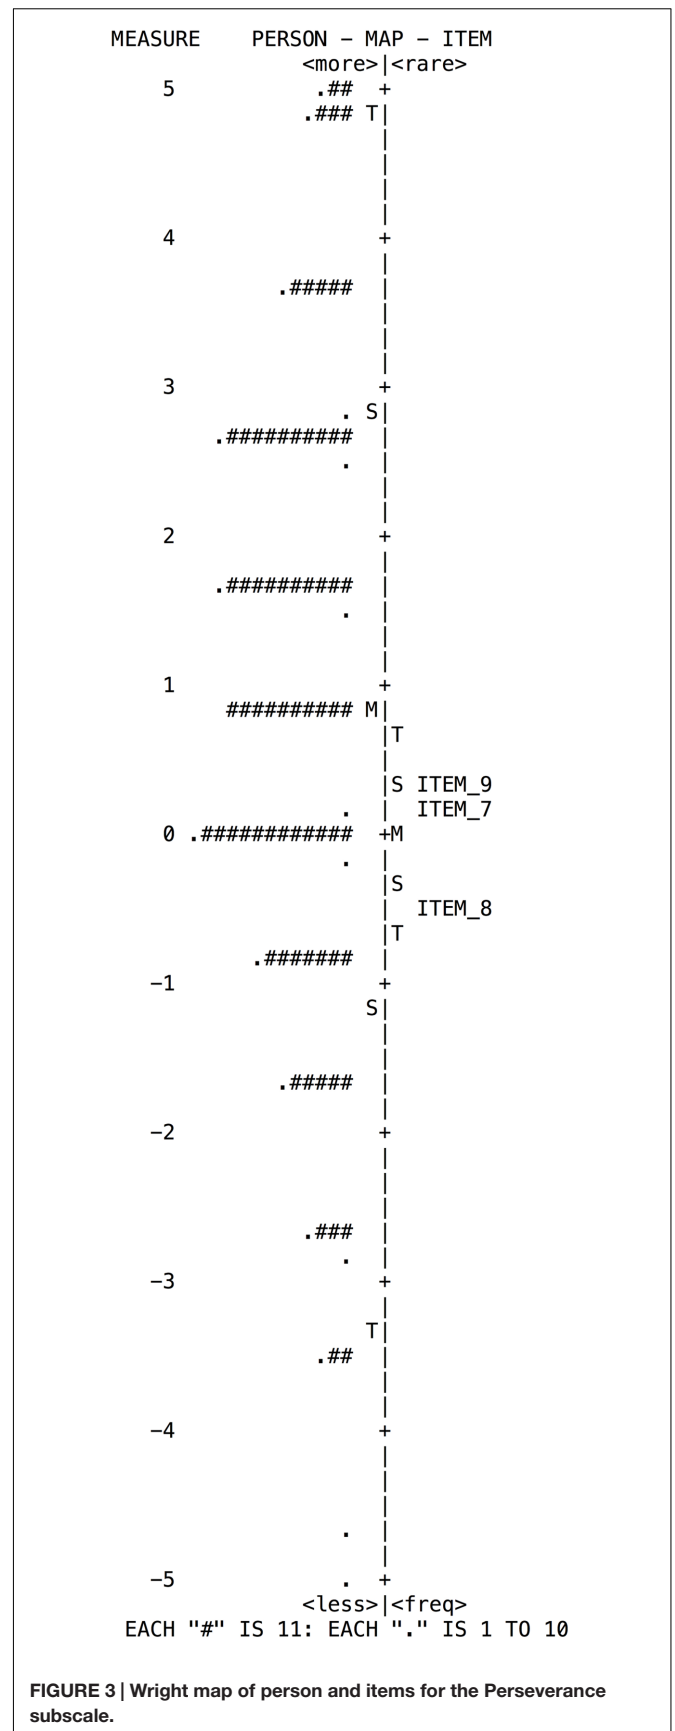 MEASURE    PERSON – MAP – ITEM
<more>|<rare>
5 .## +
.### T|
|
|
|
|
4 +
|
.##### |
|
|
|
3 +
. S|
.########## |
. |
|
|
2 +
|
.########## |
. |
|
|
1 +
########## M|
|T
|
|S ITEM_9
. | ITEM_7
0 .############ +M
. |
|S
| ITEM_8
|T
.####### |
−1 +
S|
|
|
.##### |
|
−2 +
|
|
|
.### |
. |
−3 +
|
T|
.## |
|
|
−4 +
|
|
|
. |
|
−5 . +
<less>|<freq>
EACH "#" IS 11: EACH "." IS 1 TO 10
FIGURE 3 | Wright map of person and items for the Perseverance
subscale.